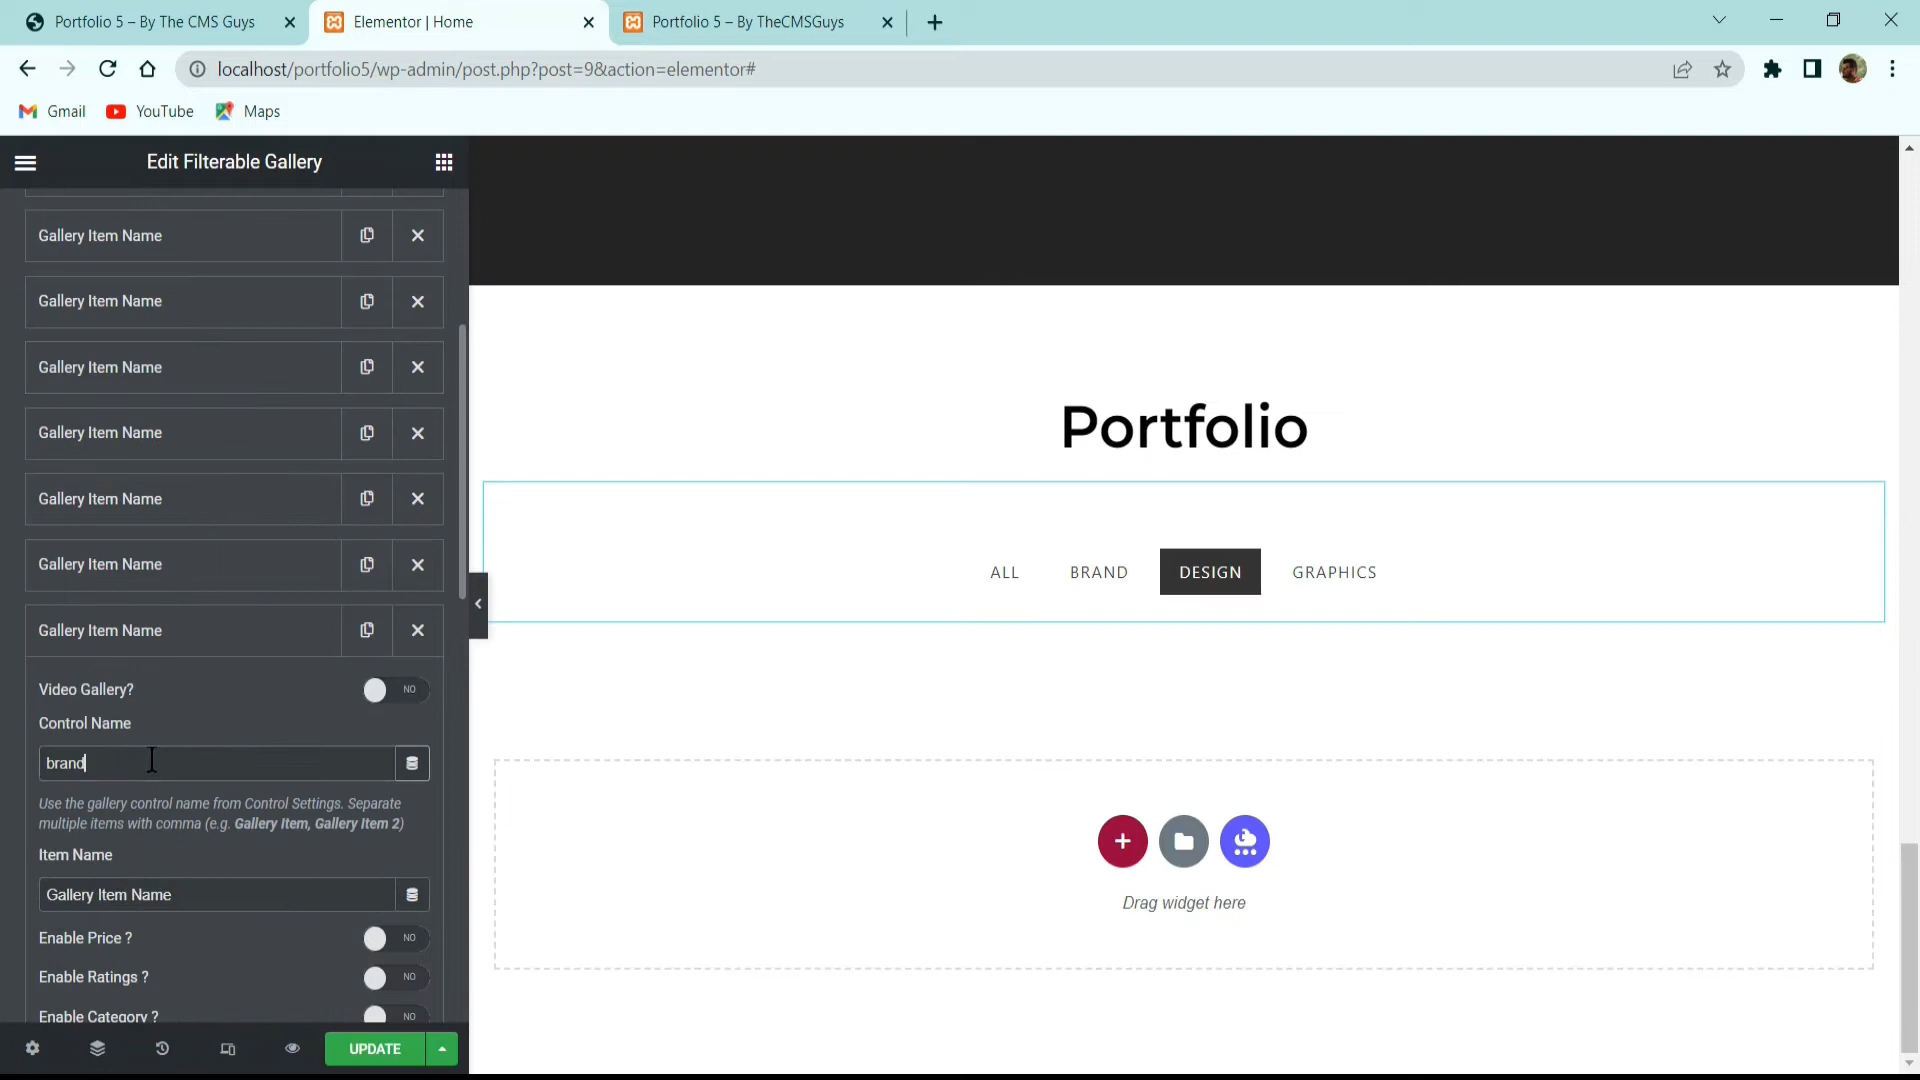 Portfolio 5 – By The CMS Guys
Elementor | Home
Portfolio 5 – By TheCMSGuys
localhost/portfolio5/wp-admin/post.php?post=9&action=elementor#
Gmail
YouTube
Maps
Edit Filterable Gallery
Gallery Item Name
Gallery Item Name
Gallery Item Name
Gallery Item Name
Gallery Item Name
Gallery Item Name
Gallery Item Name
Video Gallery?
NO
Control Name
brand
Use the gallery control name from Control Settings. Separate
multiple items with comma (e.g. Gallery Item, Gallery Item 2)
Item Name
Gallery Item Name
Enable Price ?
NO
Enable Ratings ?
NO
Enable Category ?
NO
UPDATE
Portfolio
ALL
BRAND
DESIGN
GRAPHICS
Drag widget here